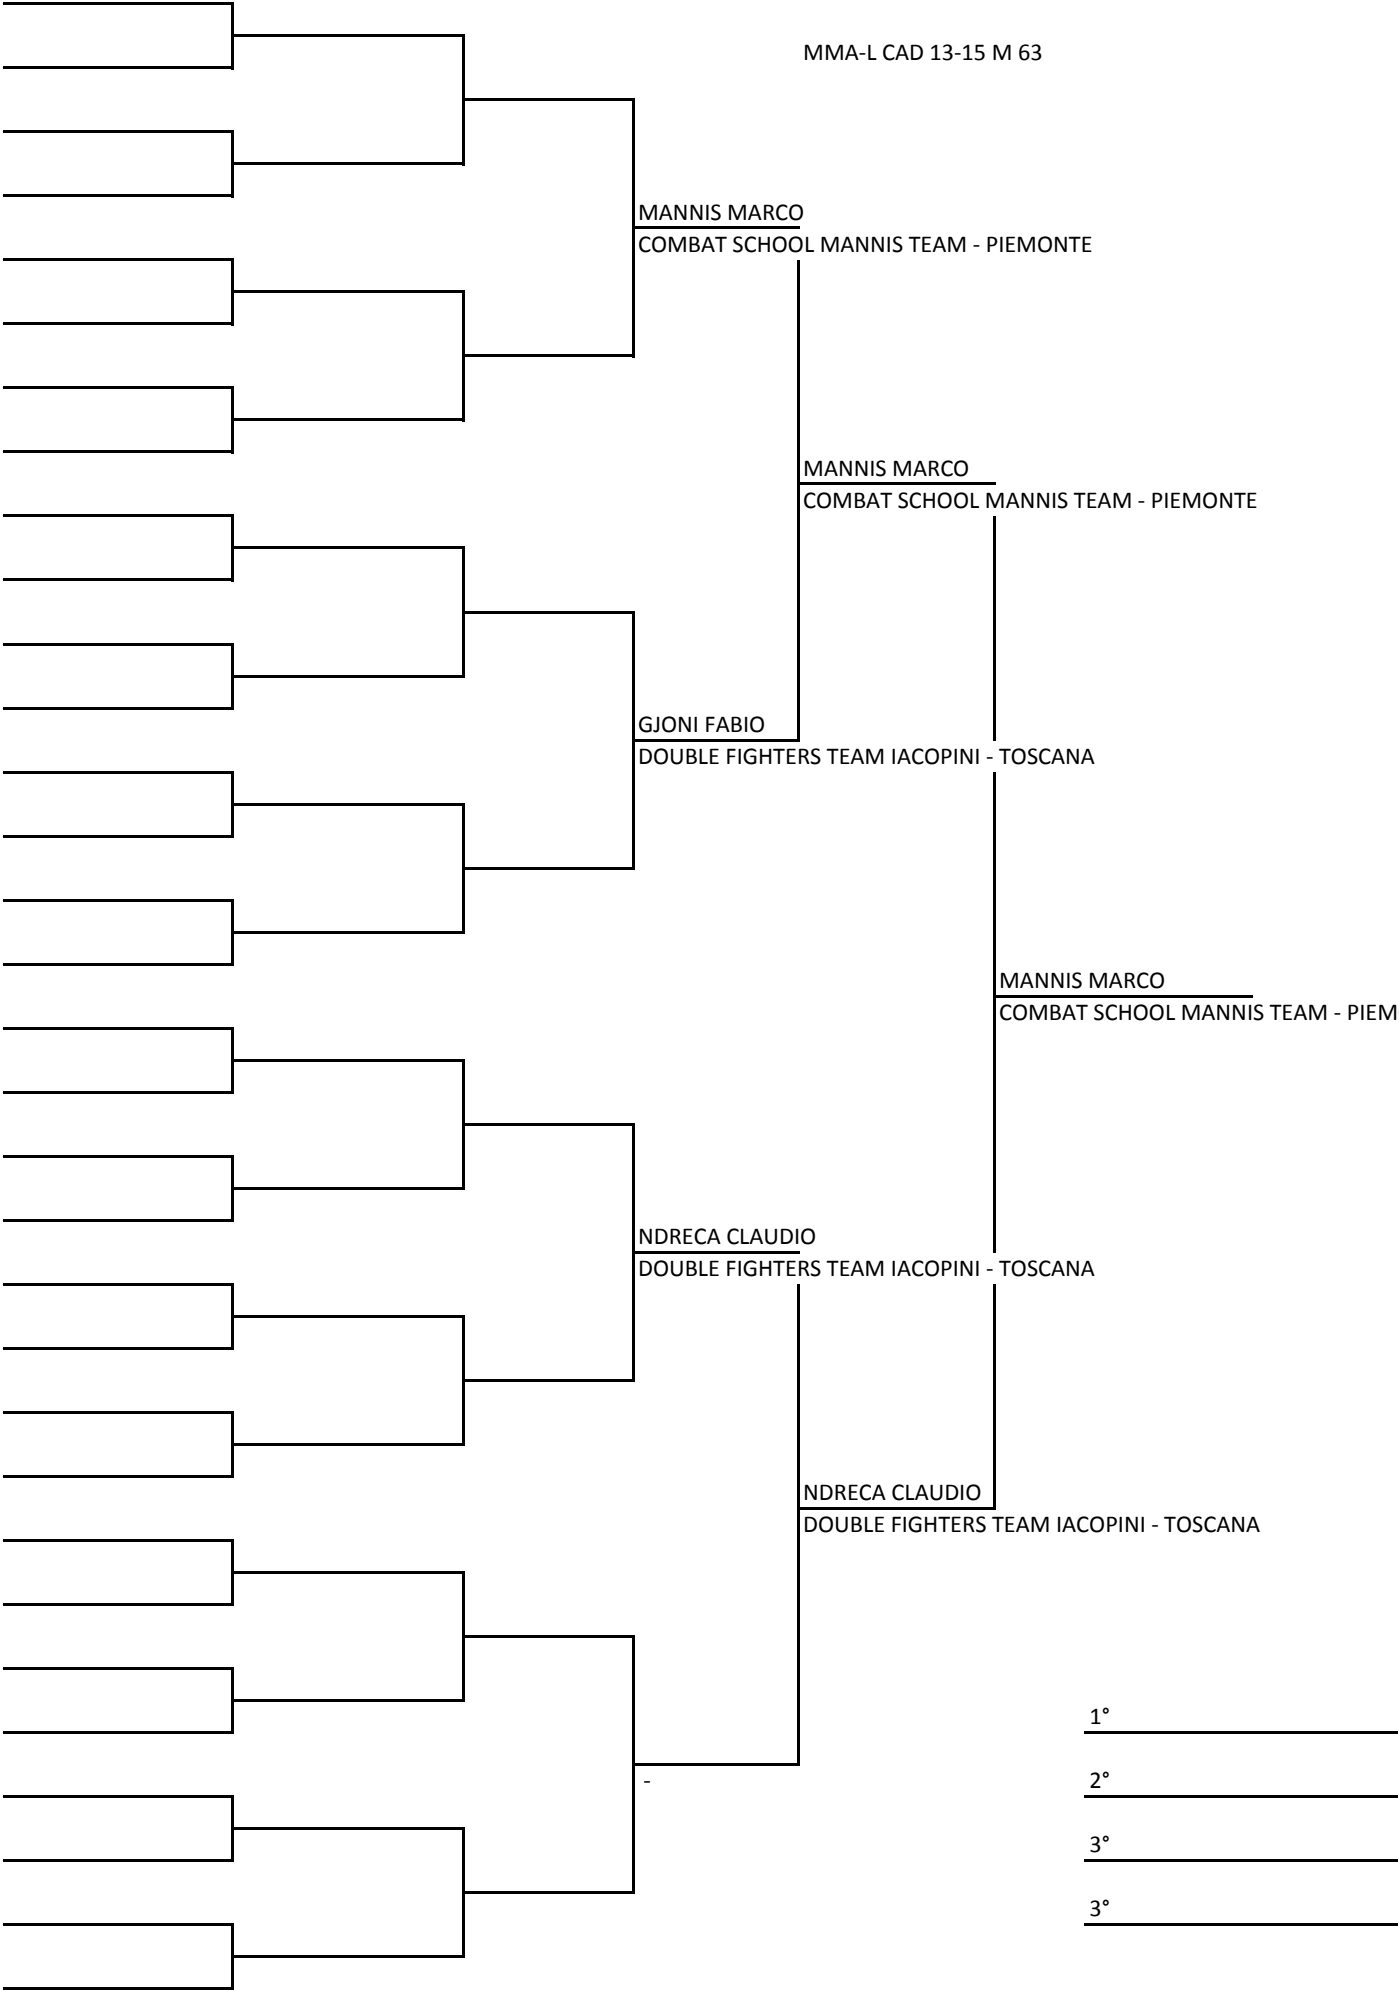 MMA-L CAD 13-15 M 63
MANNIS MARCO
COMBAT SCHOOL MANNIS TEAM - PIEMONTE
MANNIS MARCO
COMBAT SCHOOL MANNIS TEAM - PIEMONTE
GJONI FABIO
DOUBLE FIGHTERS TEAM IACOPINI - TOSCANA
MANNIS MARCO
COMBAT SCHOOL MANNIS TEAM - PIEM
NDRECA CLAUDIO
DOUBLE FIGHTERS TEAM IACOPINI - TOSCANA
NDRECA CLAUDIO
DOUBLE FIGHTERS TEAM IACOPINI - TOSCANA
1°
-
2°
3°
3°